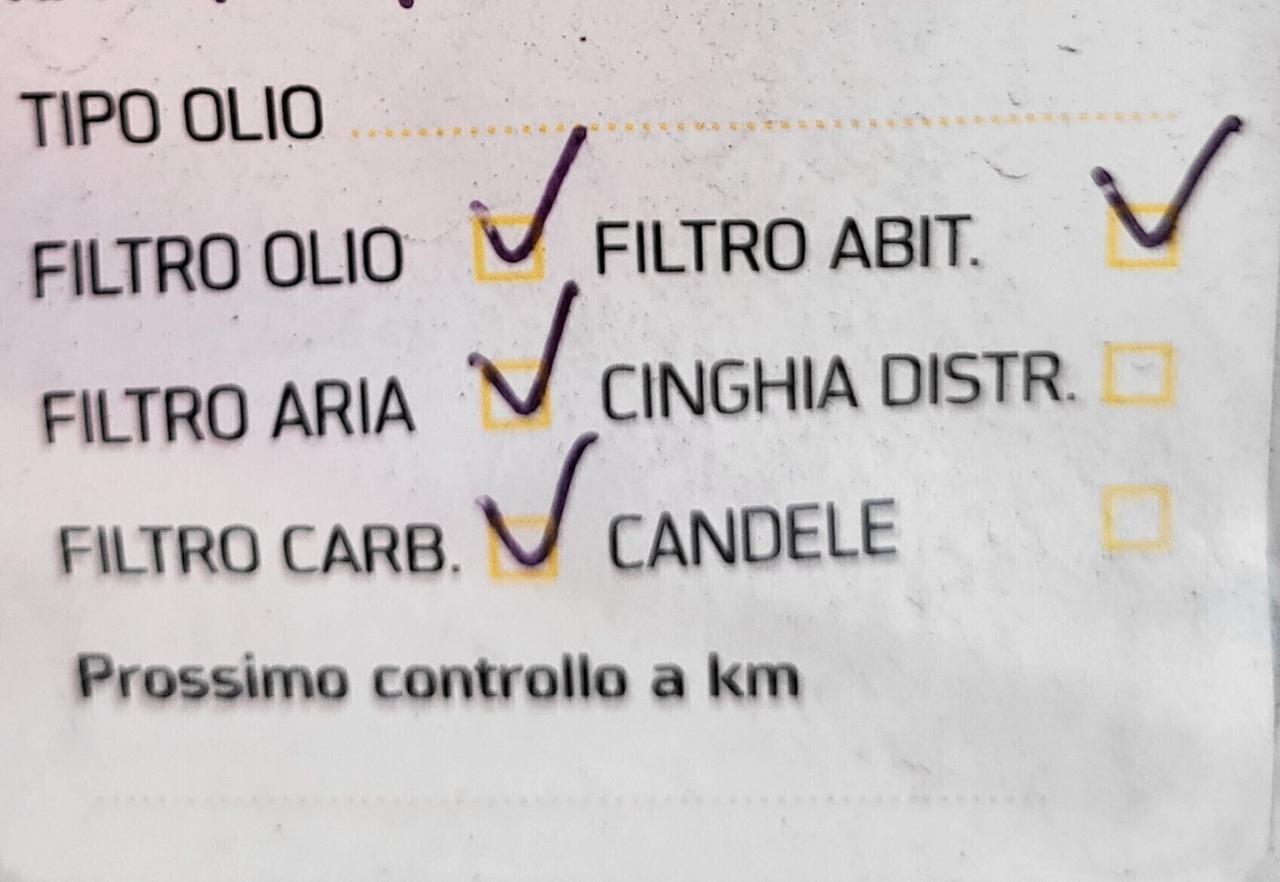 TIPO OLIO
FILTRO OLIO FILTRO ABIT.
FILTRO ARIA CINGHIA DISTR.
FILTRO CARB. CANDELE
Prossimo controllo a km